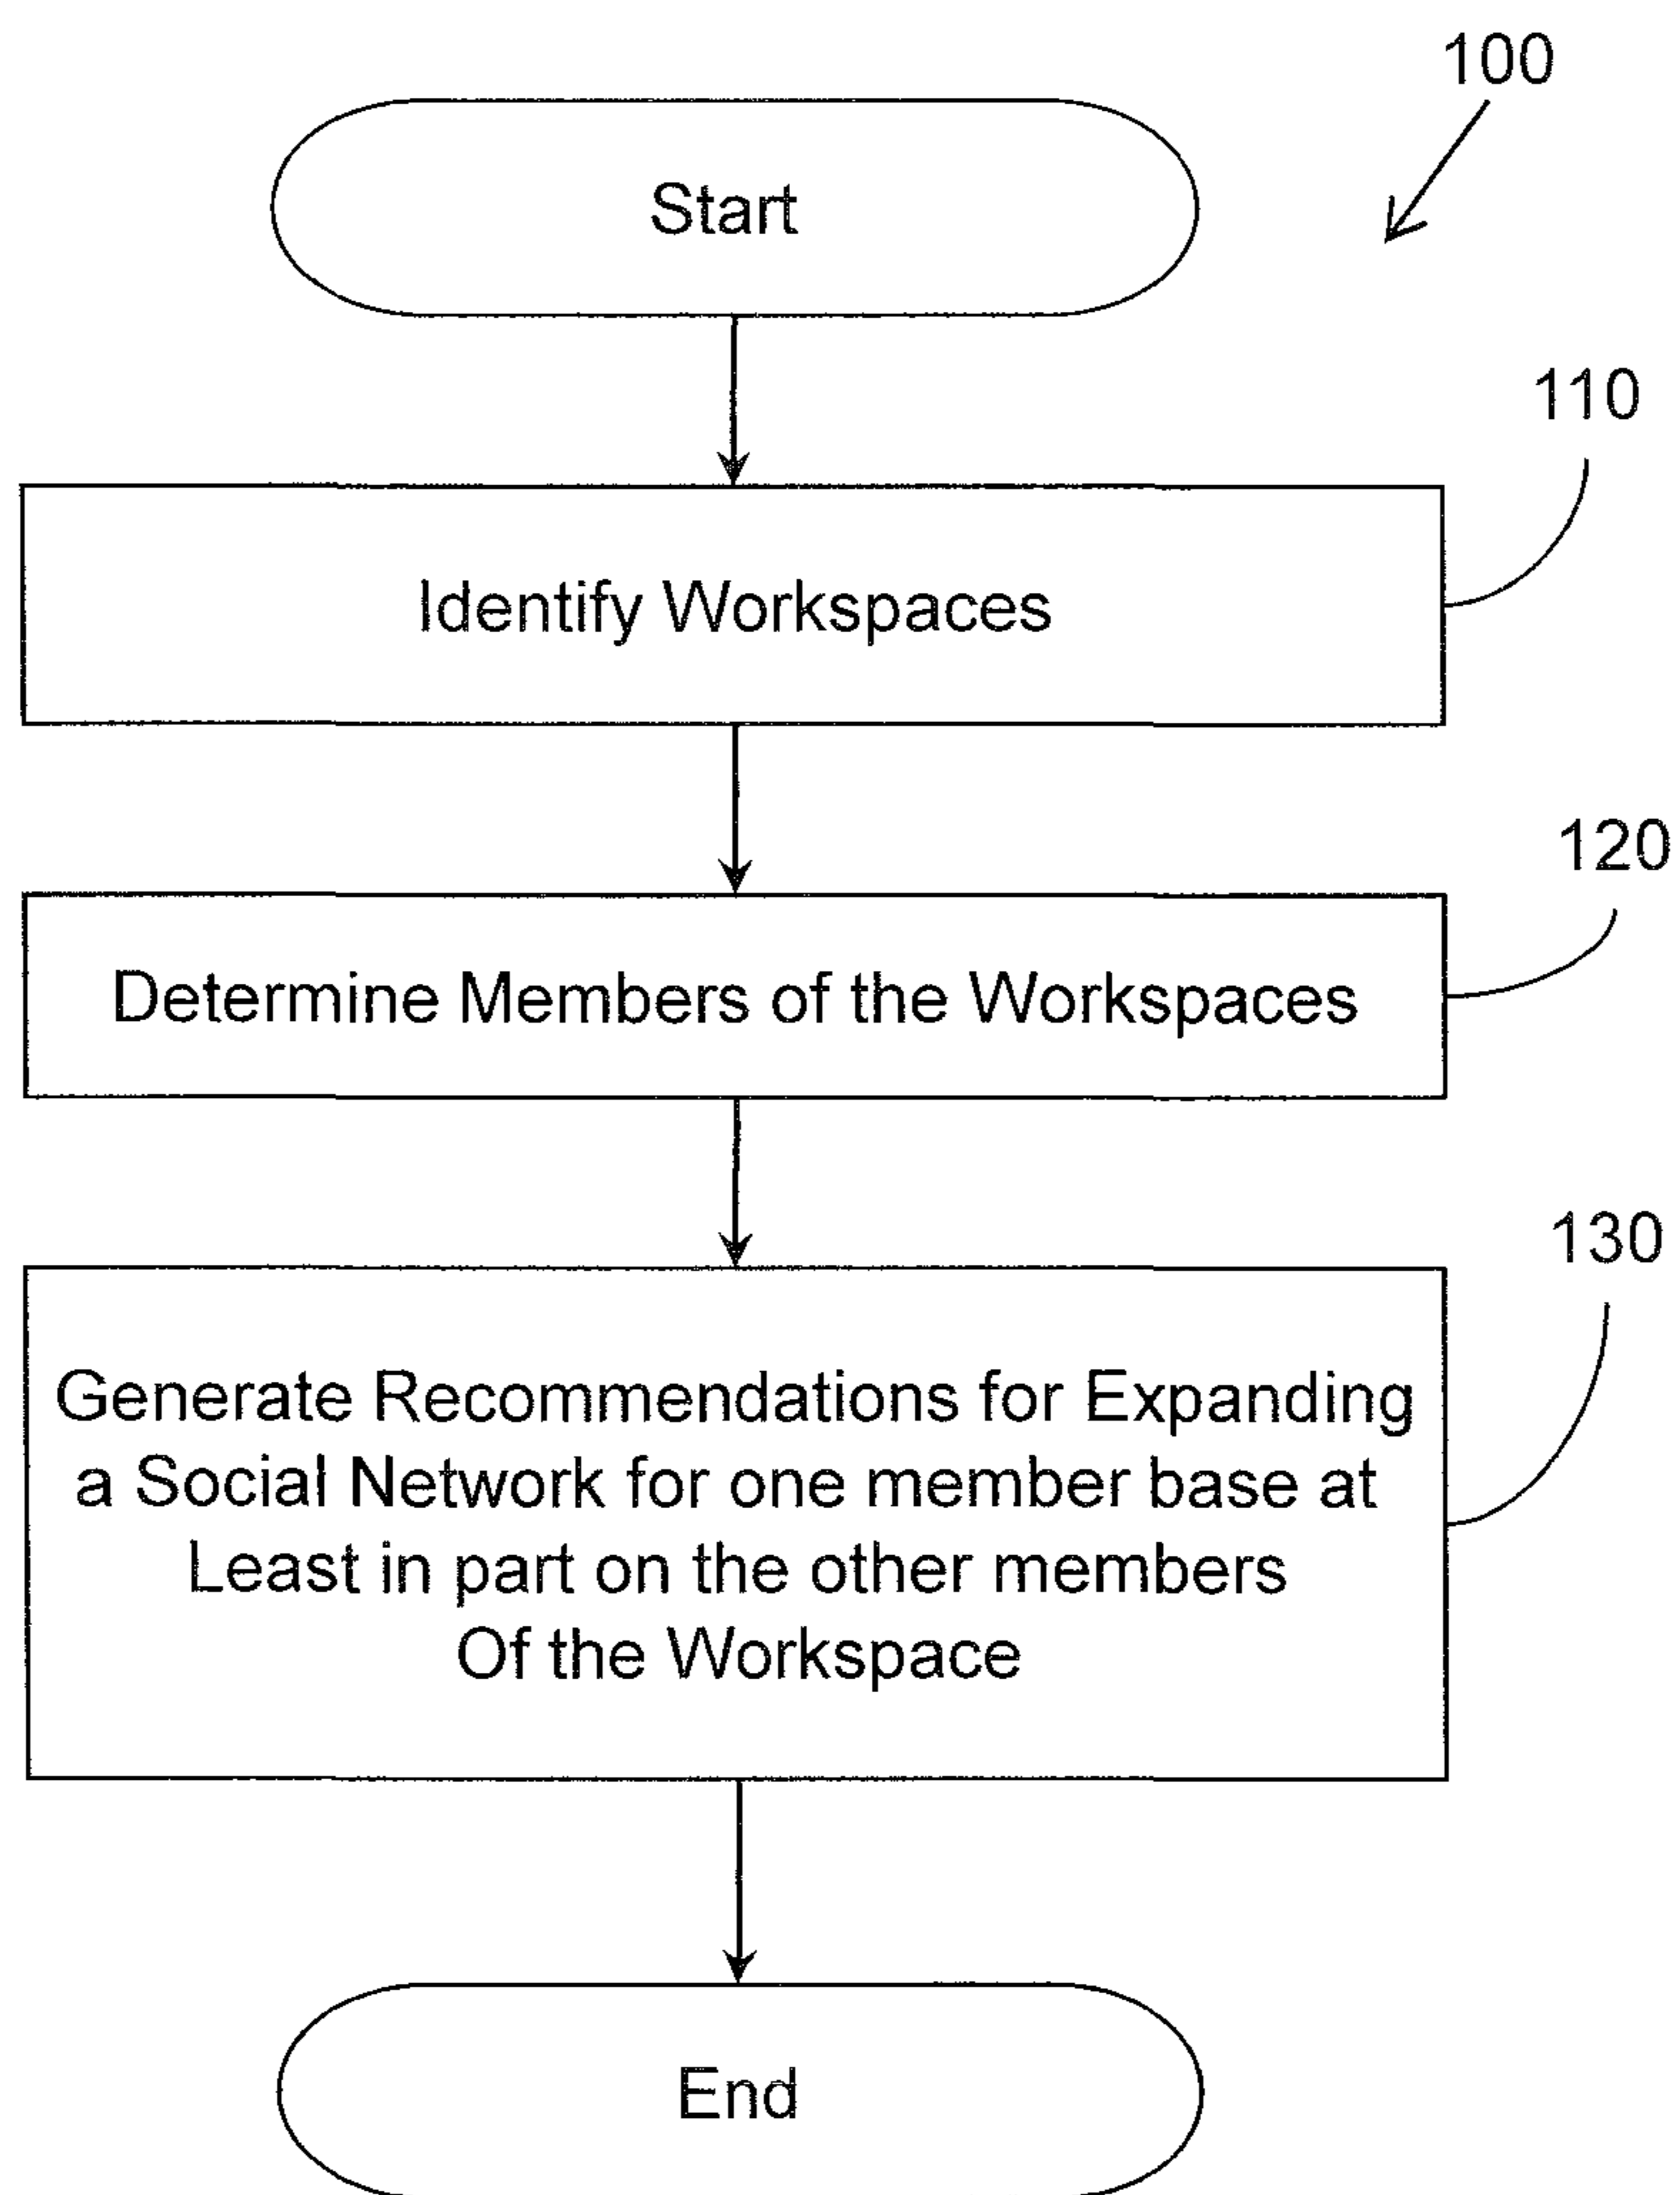 100
Start
110
Identify Workspaces
120
Determine Members of the Workspaces
130
Generate Recommendations for Expanding
a Social Network for one member base at
Least in part on the other members
Of the Workspace
End